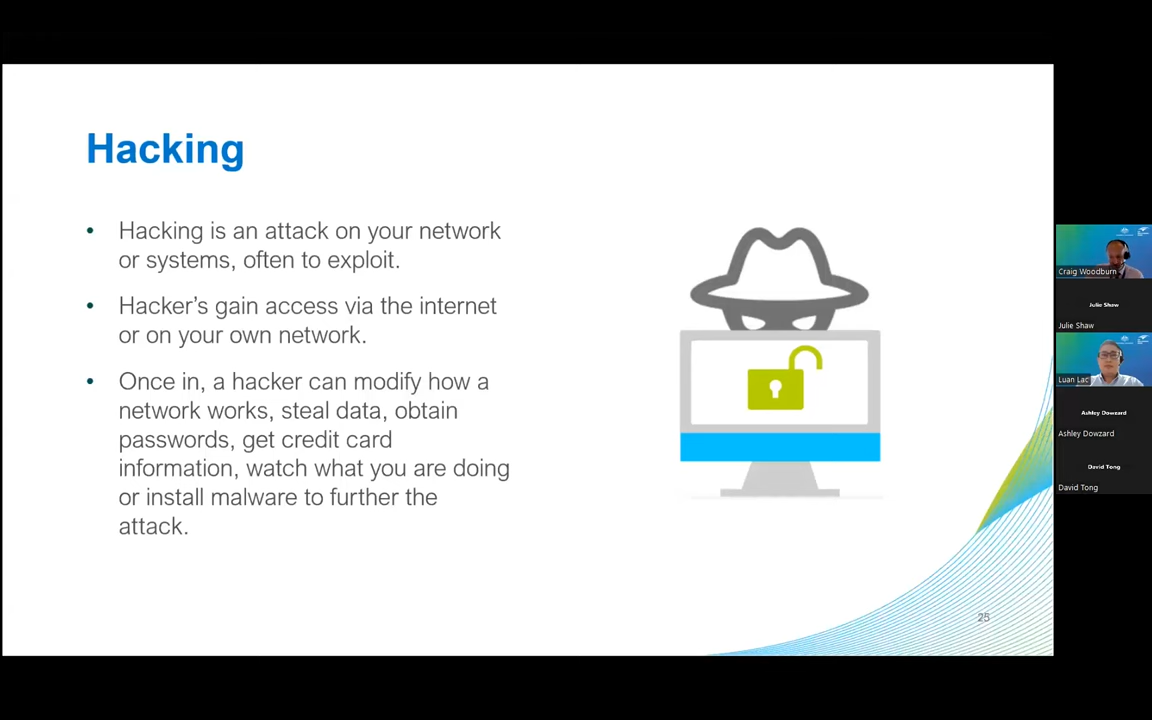 Hacking
• Hacking is an attack on your network
or systems, often to exploit.
• Hacker's gain access via the internet
or on your own network.
• Once in, a hacker can modify how a
network works, steal data, obtain
passwords, get credit card
information, watch what you are doing
or install malware to further the
attack.
25
Craig Woodburn
Julie Shaw
Julie Shaw
Luan Lac
Ashley Dowzard
Ashley Dowzard
David Tong
David Tong